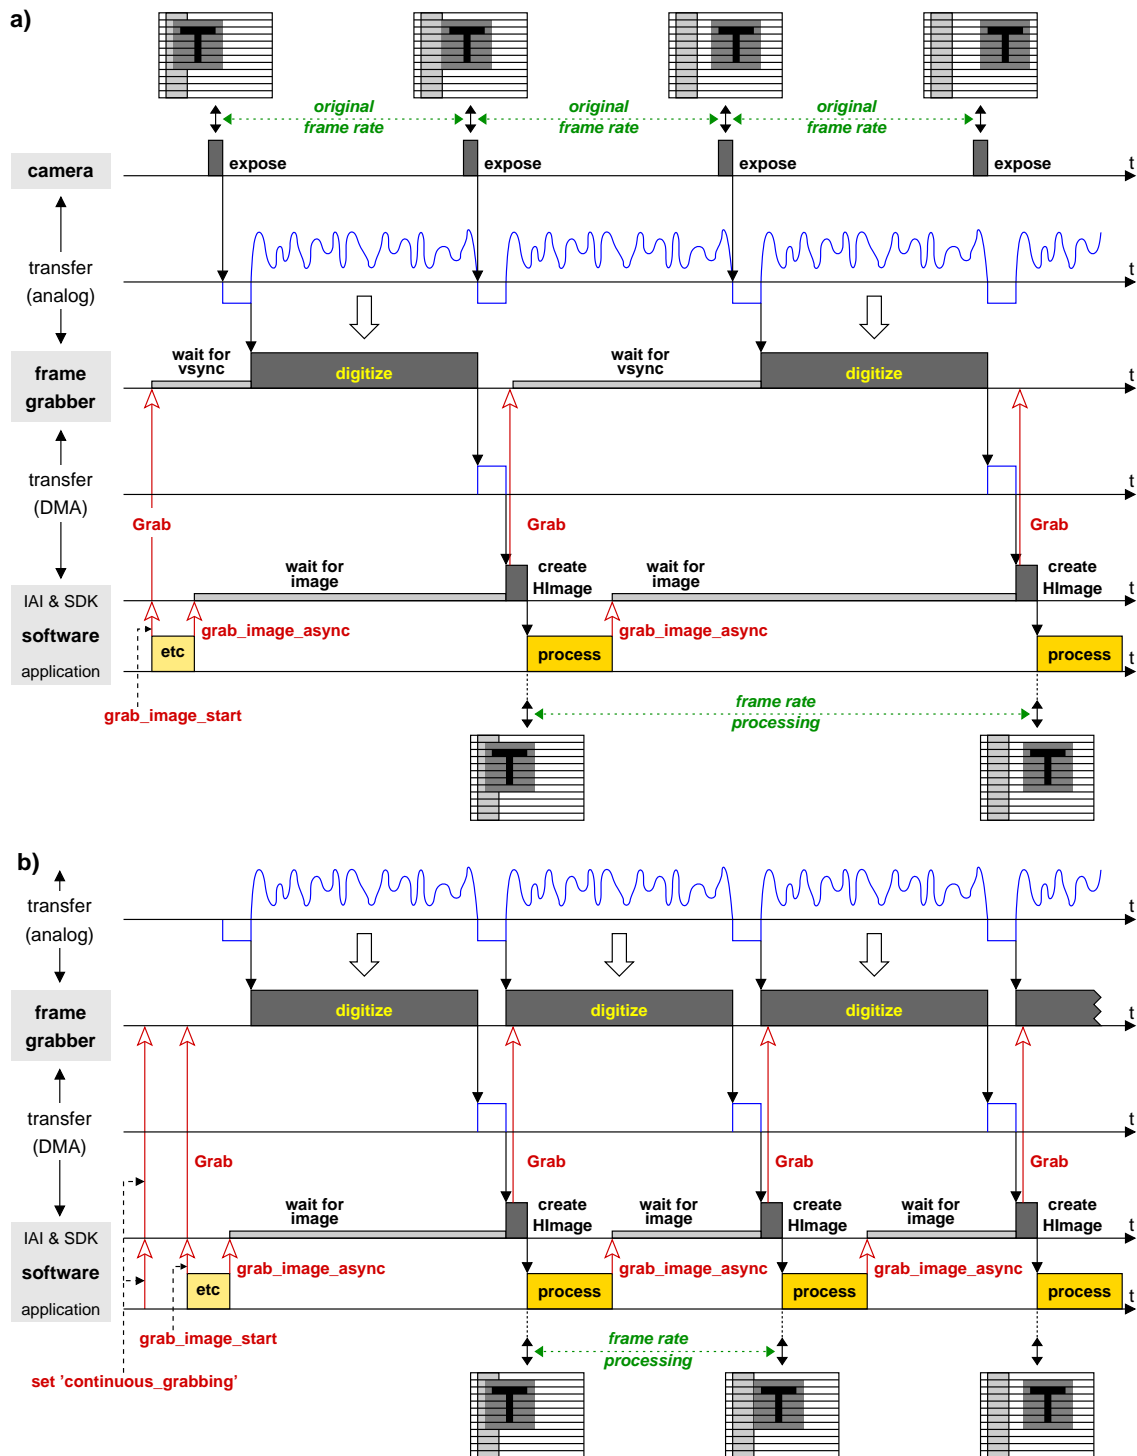 a)
T
T
T
T
original
frame rate
original
frame rate
original
frame rate
camera
expose
expose
expose
expose
t
transfer
(analog)
t
frame
grabber
wait for
vsync
digitize
wait for
vsync
digitize
t
transfer
(DMA)
t
Grab
Grab
Grab
wait for
image
create
HImage
wait for
image
create
HImage
t
IAI & SDK
software
application
grab_image_async
grab_image_async
etc
process
process
t
grab_image_start
frame rate
processing
T
T
b)
transfer
(analog)
t
frame
grabber
digitize
digitize
digitize
t
transfer
(DMA)
t
Grab
Grab
Grab
Grab
wait for
image
create
HImage
wait for
image
create
HImage
wait for
image
create
HImage
t
IAI & SDK
software
application
grab_image_async
grab_image_async
grab_image_async
etc
process
process
process
t
grab_image_start
frame rate
processing
set ’continuous_grabbing’
T
T
T